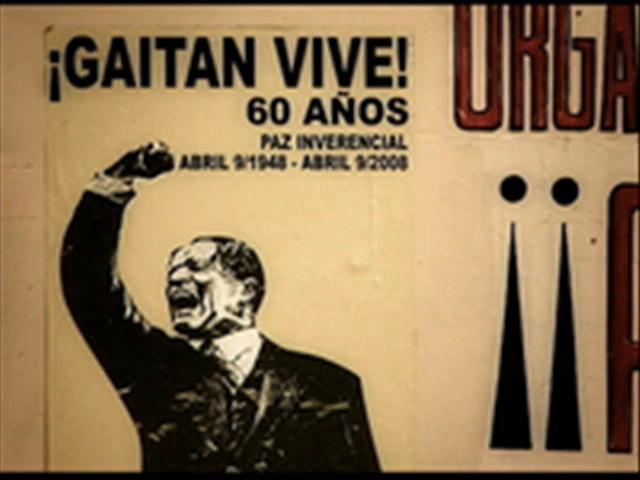 ¡GAITAN VIVE!
60 AÑOS
PAZ INVERENCIAL
ABRIL 9/1948 - ABRIL 9/2008
ORGA
¡¡A